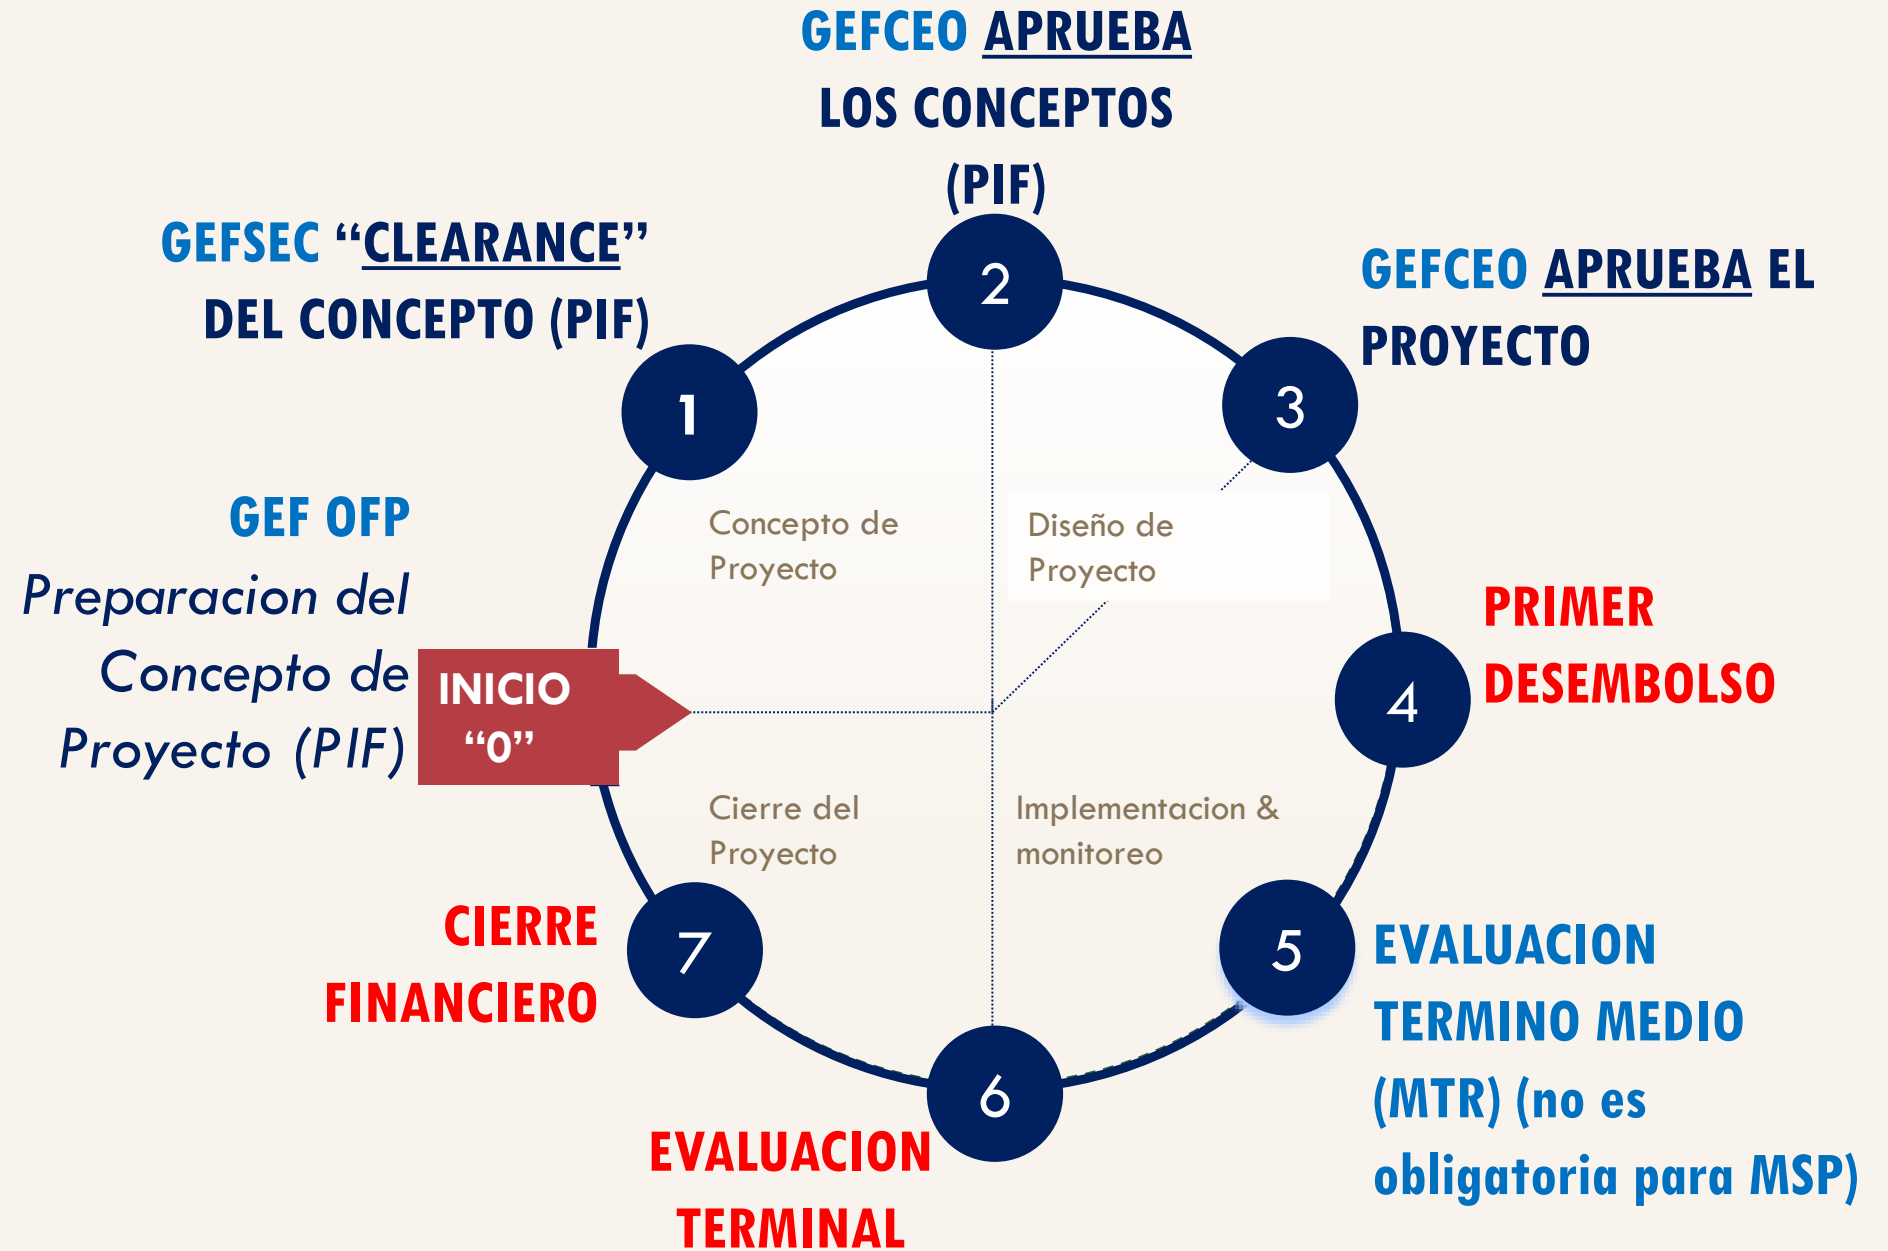 GEFCEO APRUEBA
LOS CONCEPTOS
(PIF)
GEFSEC “CLEARANCE”
DEL CONCEPTO (PIF)
GEFCEO APRUEBA EL
PROYECTO
2
1
3
GEF OFP
Preparacion del
Concepto de
Proyecto (PIF)
INICIO
“0”
Concepto de
Proyecto
Diseño de
Proyecto
PRIMER
DESEMBOLSO
4
Cierre del
Proyecto
Implementacion &
monitoreo
CIERRE
FINANCIERO
7
5
EVALUACION
TERMINO MEDIO
(MTR) (no es
obligatoria para MSP)
6
EVALUACION
TERMINAL